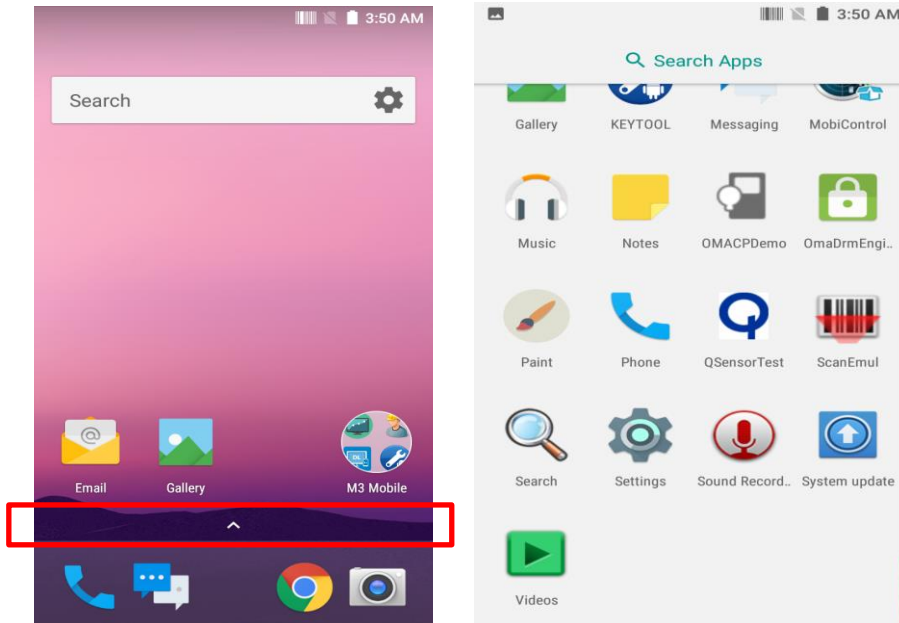 3:50 AM
Search
@
DL
Email Gallery M3 Mobile
3:50 AM
Search Apps
Gallery KEYTOOL Messaging MobiControl
Music Notes OMACPDemo OmaDrmEngi..
Paint Phone QSensorTest ScanEmul
Search Settings Sound Record.. System update
Videos